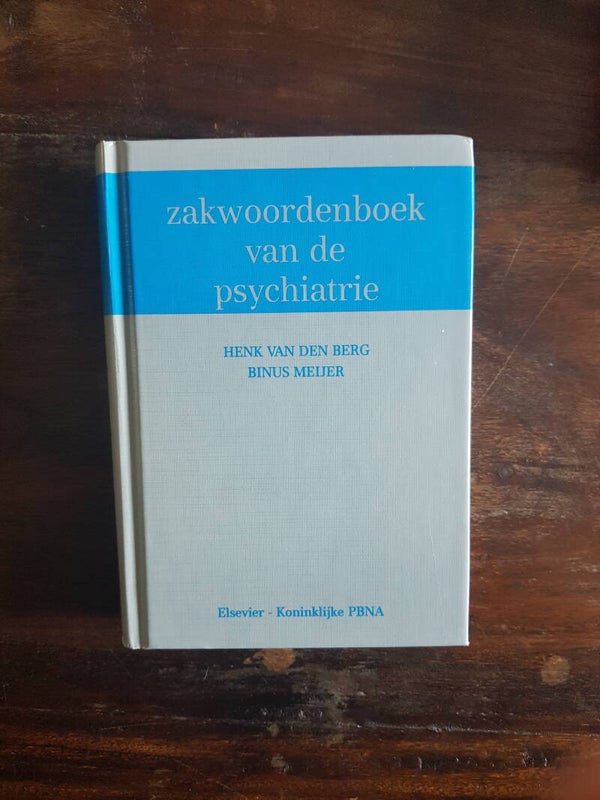 zakwoordenboek
van de
psychiatrie
HENK VAN DEN BERG
BINUS MEIJER
Elsevier - Koninklijke PBNA